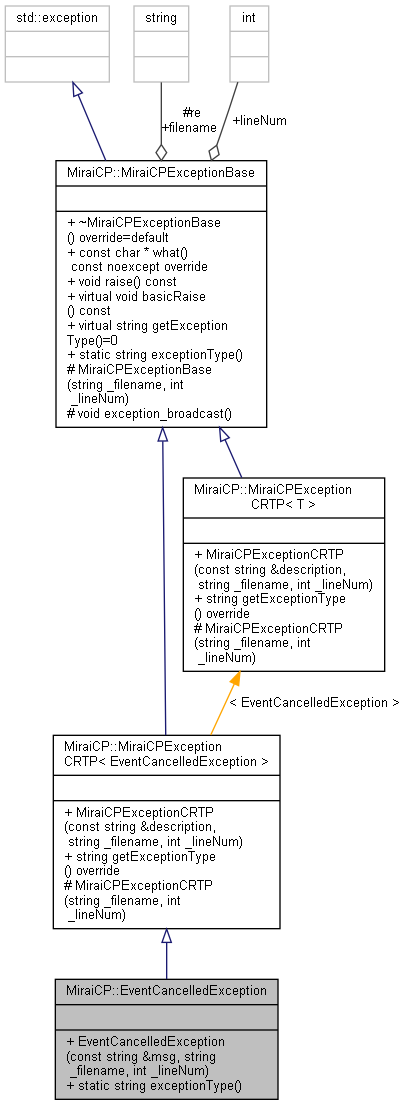 std::exception
string
int
#re
+filename
+lineNum
MiraiCP::MiraiCPExceptionBase
+ ~MiraiCPExceptionBase
() override=default
+ const char * what()
const noexcept override
+ void raise() const
+ virtual void basicRaise
() const
+ virtual string getException
Type()=0
+ static string exceptionType()
# MiraiCPExceptionBase
(string _filename, int
_lineNum)
# void exception_broadcast()
MiraiCP::MiraiCPException
CRTP< T >
+ MiraiCPExceptionCRTP
(const string &description,
string _filename, int _lineNum)
+ string getExceptionType
() override
# MiraiCPExceptionCRTP
(string _filename, int
_lineNum)
< EventCancelledException >
MiraiCP::MiraiCPException
CRTP< EventCancelledException >
+ MiraiCPExceptionCRTP
(const string &description,
string _filename, int _lineNum)
+ string getExceptionType
() override
# MiraiCPExceptionCRTP
(string _filename, int
_lineNum)
MiraiCP::EventCancelledException
+ EventCancelledException
(const string &msg, string
_filename, int _lineNum)
+ static string exceptionType()